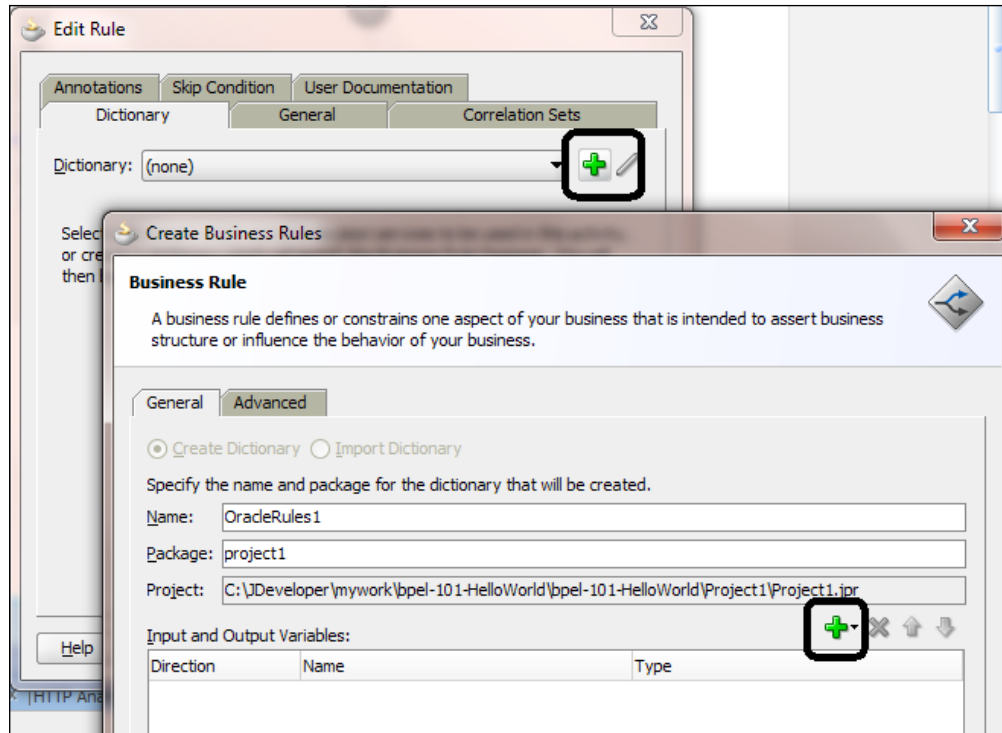 Edit Rule
Annotations Skip Condition User Documentation
Dictionary General Correlation Sets
Dictionary: (none)
Selec
or cre
then
Create Business Rules
Business Rule
A business rule defines or constrains one aspect of your business that is intended to assert business
structure or influence the behavior of your business.
General Advanced
Create Dictionary Import Dictionary
Specify the name and package for the dictionary that will be created.
Name: OracleRules1
Package: project1
Project: C:\JDeveloper\mywork\bpel-101-HelloWorld\bpel-101-HelloWorld\Project1\Project1.jpr
Input and Output Variables:
Help
Direction Name Type
HTTP Ana